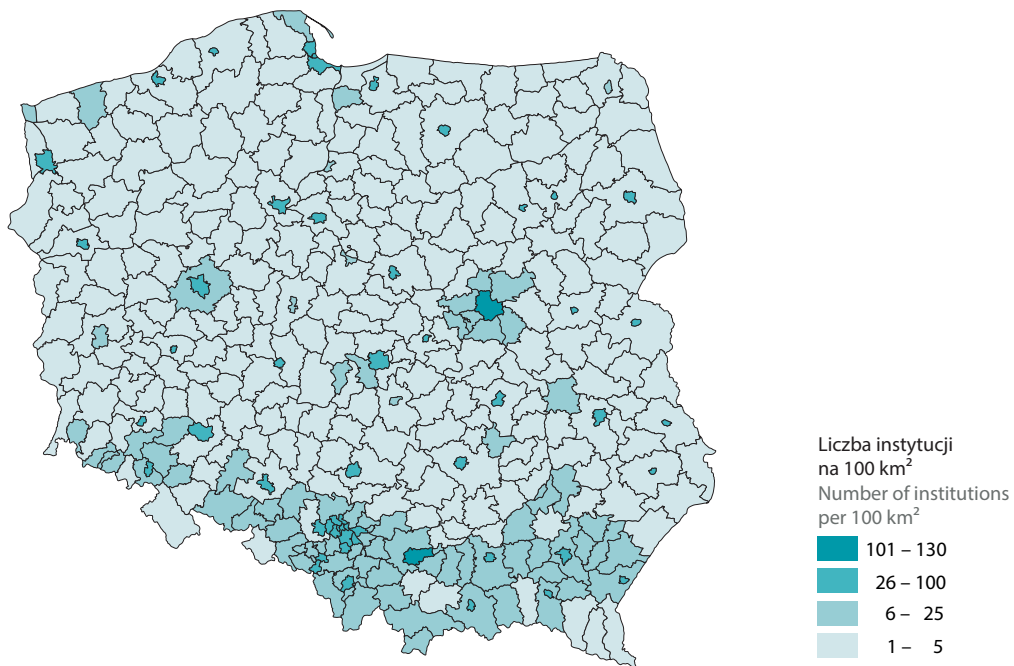 Liczba instytucji
na 100 km²
Number of institutions
per 100 km²
101 – 130
26 – 100
6 – 25
1 – 5